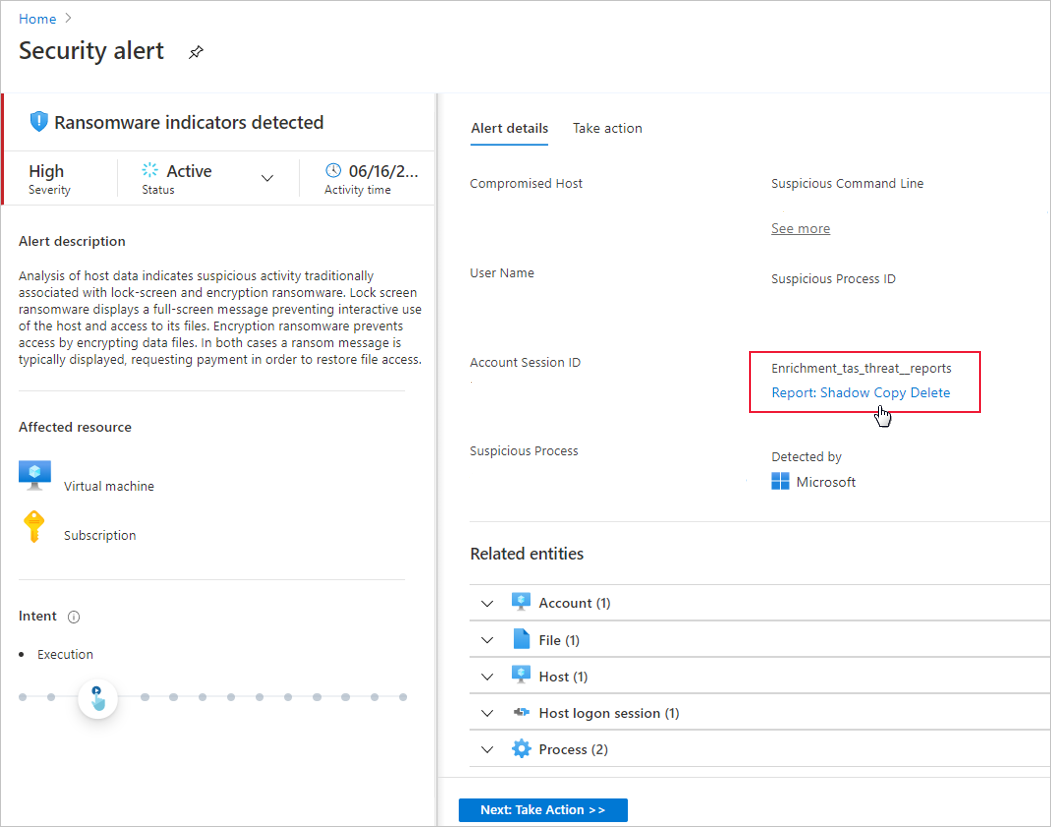 Home
Security alert
Ransomware indicators detected
High
Severity
Active
Status
06/16/2...
Activity time
Alert description
Analysis of host data indicates suspicious activity traditionally
associated with lock-screen and encryption ransomware. Lock screen
ransomware displays a full-screen message preventing interactive use
of the host and access to its files. Encryption ransomware prevents
access by encrypting data files. In both cases a ransom message is
typically displayed, requesting payment in order to restore file access.
Affected resource
Virtual machine
Subscription
Intent
Execution
Alert details
Take action
Compromised Host
Suspicious Command Line
See more
User Name
Suspicious Process ID
Account Session ID
Enrichment_tas_threat__reports
Report: Shadow Copy Delete
Suspicious Process
Detected by
Microsoft
Related entities
Account (1)
File (1)
Host (1)
Host logon session (1)
Process (2)
Next: Take Action >>